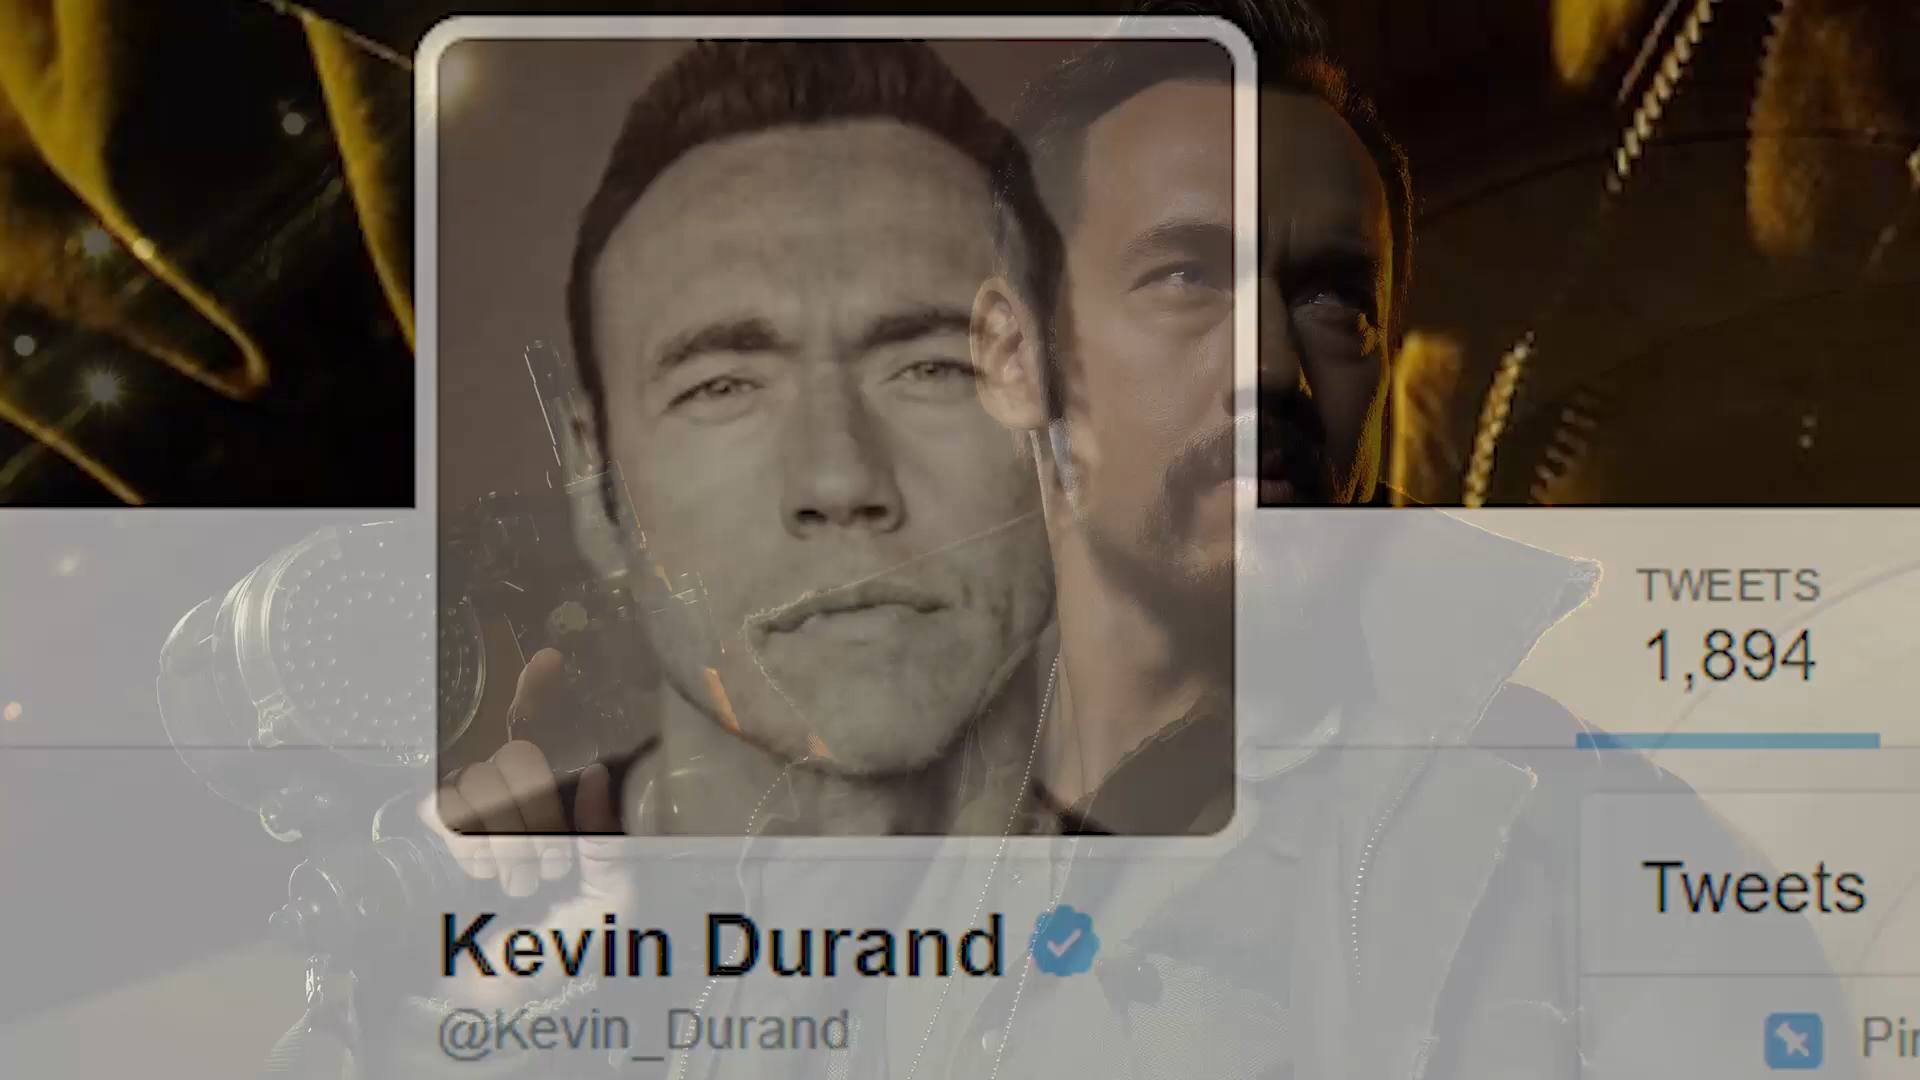 TWEETS
1,894
Tweets
Kevin Durand
@Kevin_Durand